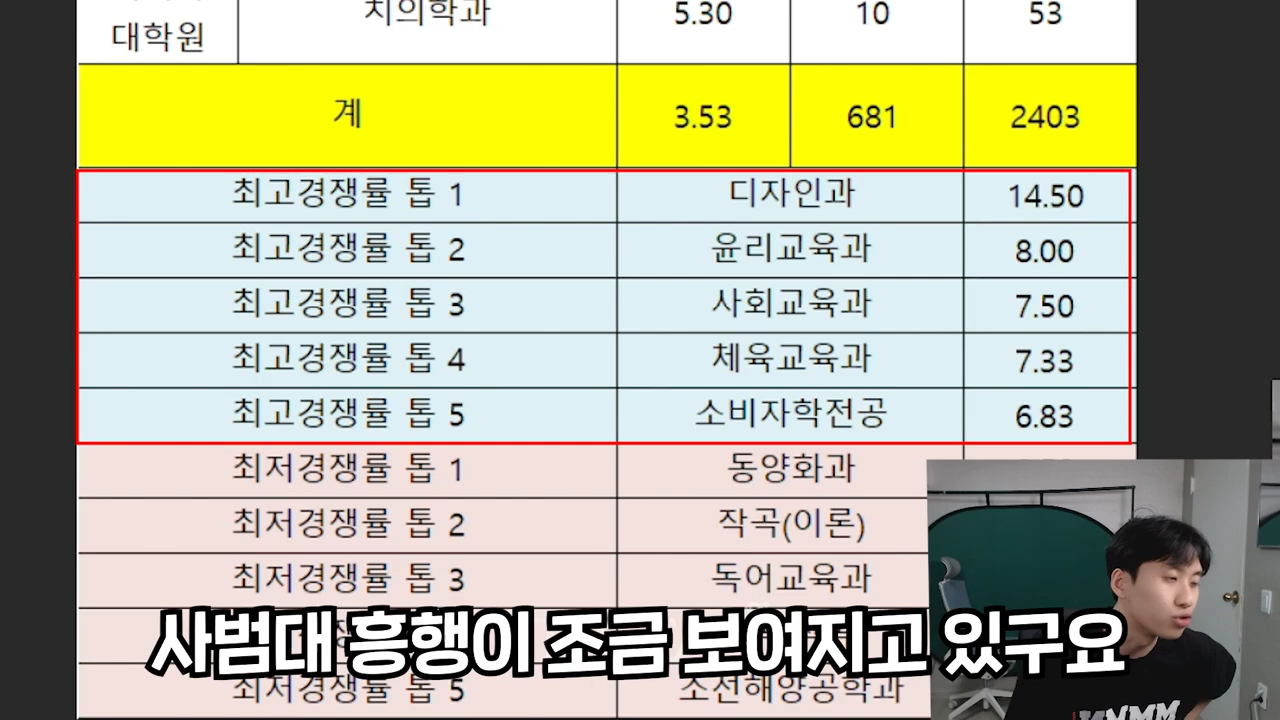 대학원 치의학과 5.30 10 53
계 3.53 681 2403
최고경쟁률 톱 1 디자인과 14.50
최고경쟁률 톱 2 윤리교육과 8.00
최고경쟁률 톱 3 사회교육과 7.50
최고경쟁률 톱 4 체육교육과 7.33
최고경쟁률 톱 5 소비자학전공 6.83
최저경쟁률 톱 1 동양화과
최저경쟁률 톱 2 작곡(이론)
최저경쟁률 톱 3 독어교육과
사범대 흥행이 조금 보여지고 있구요
최저경쟁률 톱 5 조선해양공학과